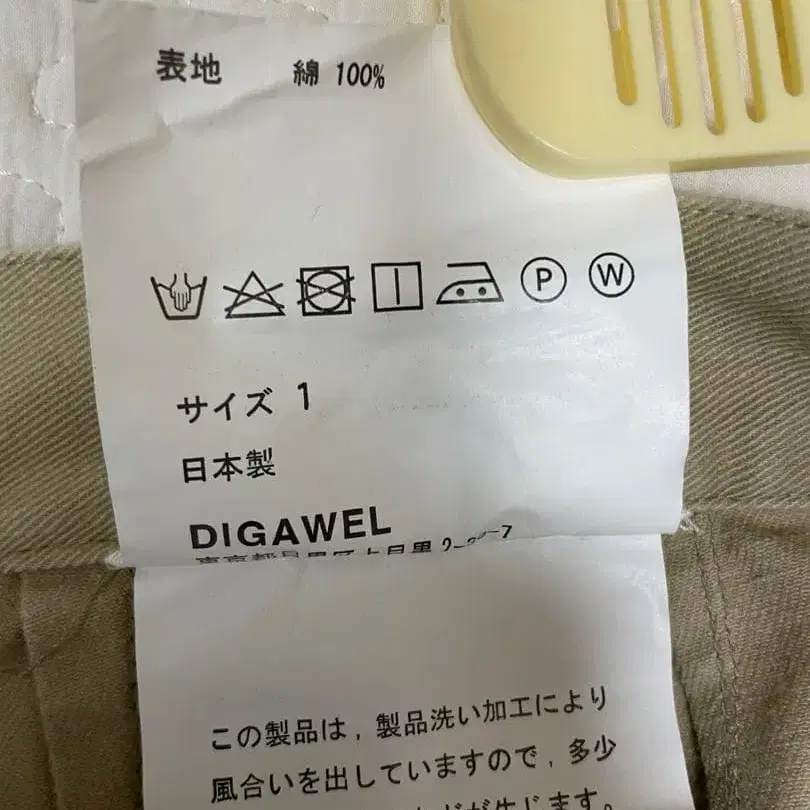 表地 綿 100%
P W
サイズ 1
日本製
DIGAWEL
この製品は, 製品洗い加工により
風合いを出していますので, 多少